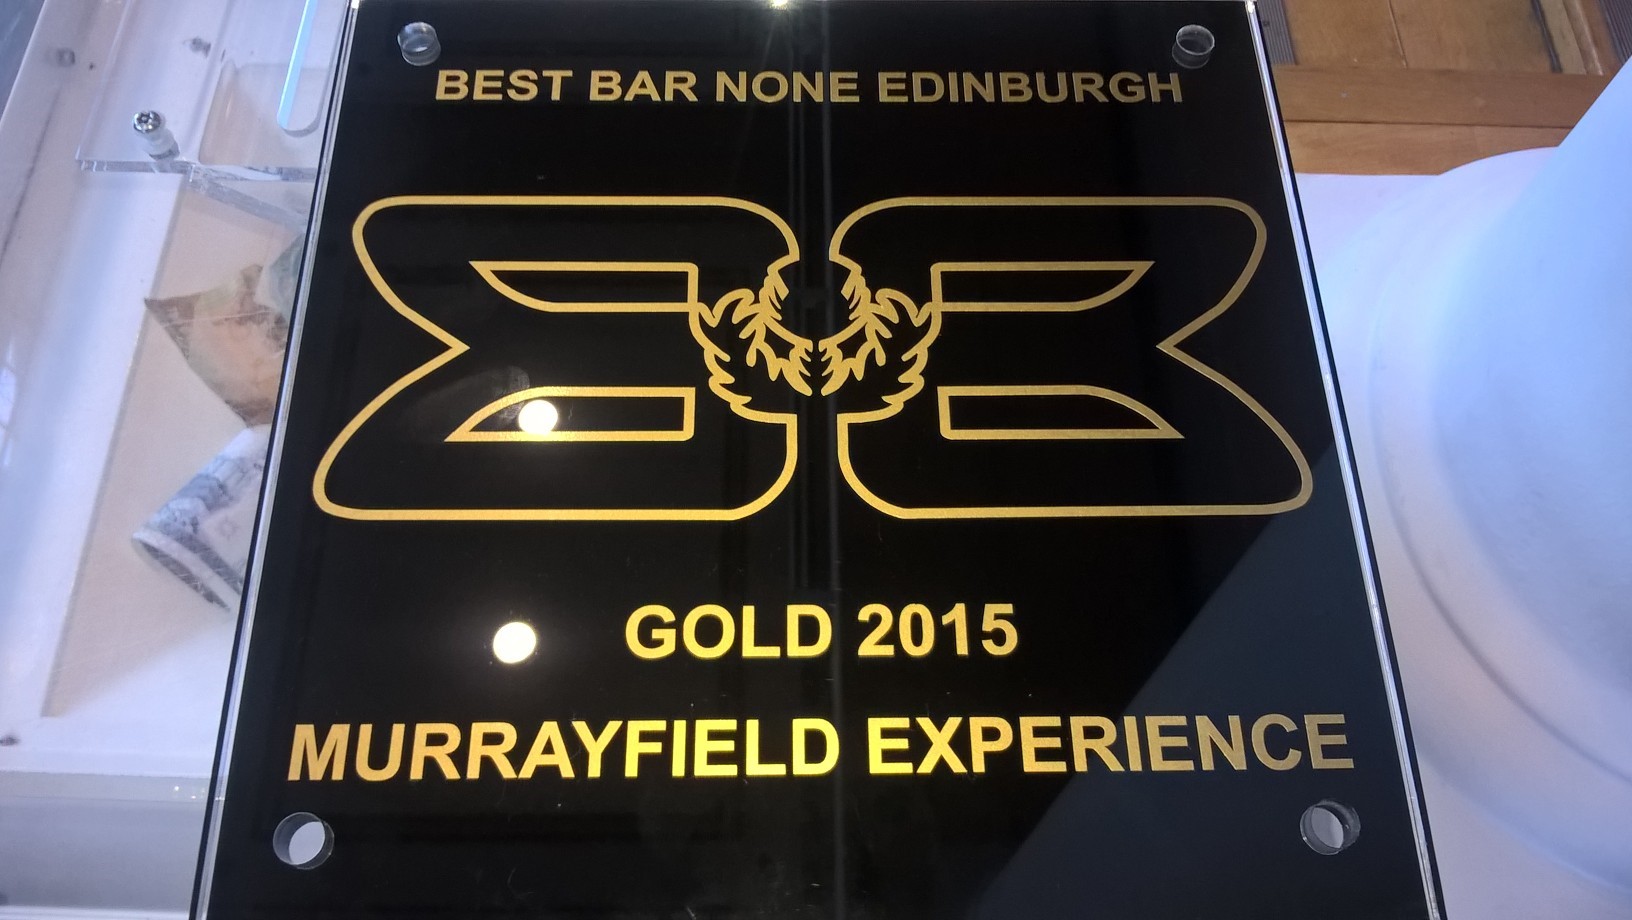 BEST BAR NONE EDINBURGH
GOLD 2015
MURRAYFIELD EXPERIENCE